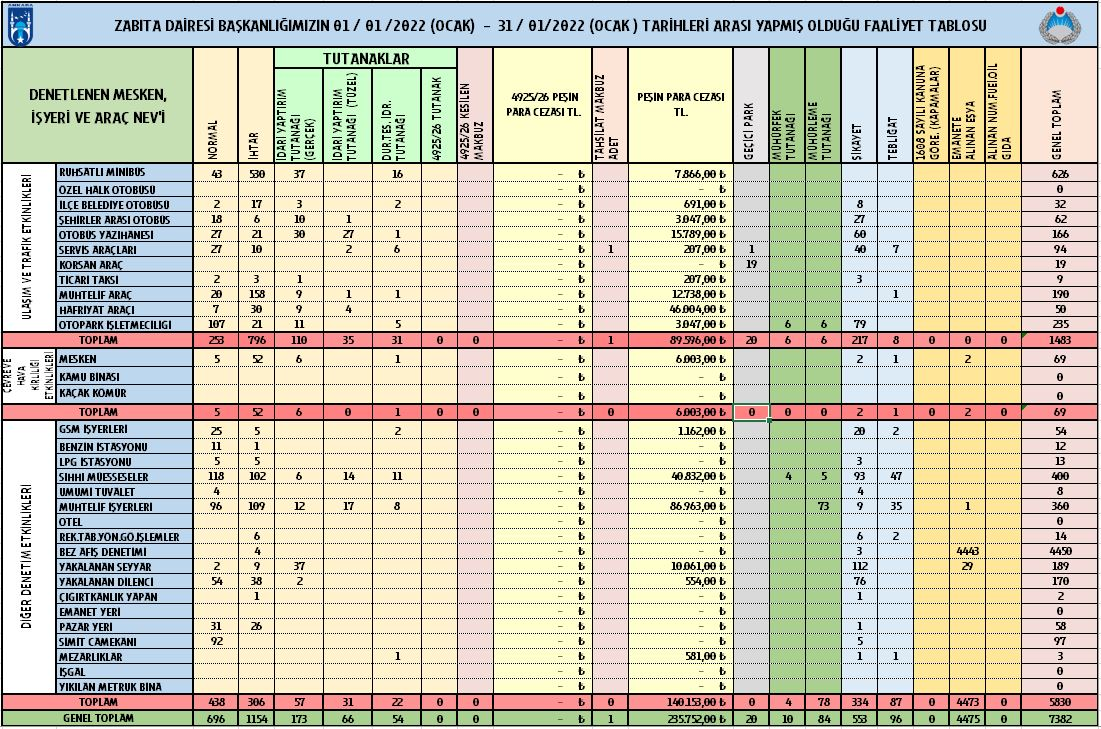 ANKARA
ZABITA DAİRESİ BAŞKANLIĞIMIZIN 01 / 01 /2022 (OCAK) - 31 / 01/2022 (OCAK ) TARİHLERİ ARASI YAPMIŞ OLDUĞU FAALİYET TABLOSU
DENETLENEN MESKEN, İŞYERİ VE ARAÇ NEV'İ
NORMAL
İHTAR
TUTANAKLAR
İDARİ YAPTIRIM TUTANAĞI (GERÇEK)
İDARİ YAPTIRIM TUTANAĞI (TÜZEL)
DUR.TES.İDR. TUTANAĞI
4925/26 TUTANAK
4925/26 KESİLEN MAKBUZ
4925/26 PEŞİN PARA CEZASI TL.
TAHSİLAT MAKBUZ ADET
PEŞİN PARA CEZASI TL.
GEÇİCİ PARK
MÜHÜRFEK TUTANAĞI
MÜHÜRLEME TUTANAĞI
ŞİKAYET
TEBLİGAT
1608 SAYILI KANUNA GÖRE. (KAPAMALAR)
EMANETE ALINAN EŞYA
ALINAN NUM.FUEL.OİL GIDA
GENEL TOPLAM
ULAŞIM VE TRAFİK ETKİNLİKLERİ
RUHSATLI MİNİBÜS 43 530 37 16 - ₺ 7.866,00 ₺ 626
ÖZEL HALK OTOBÜSÜ - ₺ - ₺ 0
İLÇE BELEDİYE OTOBÜSÜ 2 17 3 2 - ₺ 691,00 ₺ 8 32
ŞEHİRLER ARASI OTOBÜS 18 6 10 1 - ₺ 3.047,00 ₺ 27 62
OTOBÜS YAZIHANESİ 27 21 30 27 1 - ₺ 15.789,00 ₺ 60 166
SERVİS ARAÇLARI 27 10 2 6 - ₺ 1 207,00 ₺ 1 40 7 94
KORSAN ARAÇ - ₺ - ₺ 19 19
TİCARİ TAKSİ 2 3 1 - ₺ 207,00 ₺ 3 9
MUHTELİF ARAÇ 20 158 9 1 1 - ₺ 12.738,00 ₺ 1 190
HAFRİYAT ARAÇI 7 30 9 4 - ₺ 46.004,00 ₺ 50
OTOPARK İŞLETMECİLİĞİ 107 21 11 5 - ₺ 3.047,00 ₺ 6 6 79 235
TOPLAM 253 796 110 35 31 0 0 - ₺ 1 89.596,00 ₺ 20 6 6 217 8 0 0 0 1483
ÇEVRE VE HAVA KİRLİLİĞİ ETKİNLİKLERİ
MESKEN 5 52 6 1 - ₺ 6.003,00 ₺ 2 1 2 69
KAMU BİNASI - ₺ - ₺ 0
KAÇAK KÖMÜR - ₺ - ₺ 0
TOPLAM 5 52 6 0 1 0 0 - ₺ 0 6.003,00 ₺ 0 0 0 2 1 0 2 0 69
DİĞER DENETİM ETKİNLİKLERİ
GSM İŞYERLERİ 25 5 2 - ₺ 1.162,00 ₺ 20 2 54
BENZİN İSTASYONU 11 1 - ₺ - ₺ 12
LPG İSTASYONU 5 5 - ₺ - ₺ 3 13
SIHHİ MÜESSESELER 118 102 6 14 11 - ₺ 40.832,00 ₺ 4 5 93 47 400
UMUMİ TUVALET 4 - ₺ - ₺ 4 8
MUHTELİF İŞYERLERİ 96 109 12 17 8 - ₺ 86.963,00 ₺ 73 9 35 1 360
OTEL - ₺ - ₺ 0
REK.TAB.YÖN.GÖ.İŞLEMLER 6 - ₺ - ₺ 6 2 14
BEZ AFİŞ DENETİMİ 4 - ₺ - ₺ 3 4443 4450
YAKALANAN SEYYAR 2 9 37 - ₺ 10.061,00 ₺ 112 29 189
YAKALANAN DİLENCİ 54 38 2 - ₺ 554,00 ₺ 76 170
ÇIĞIRTKANLIK YAPAN 1 - ₺ - ₺ 1 2
EMANET YERİ - ₺ - ₺ 0
PAZAR YERİ 31 26 - ₺ - ₺ 1 58
SİMİT CAMEKANI 92 - ₺ - ₺ 5 97
MEZARLIKLAR 1 - ₺ 581,00 ₺ 1 1 3
İŞGAL - ₺ - ₺ 0
YIKILAN METRUK BİNA - ₺ - ₺ 0
TOPLAM 438 306 57 31 22 0 0 - ₺ 0 140.153,00 ₺ 0 4 78 334 87 0 4473 0 5830
GENEL TOPLAM 696 1154 173 66 54 0 0 - ₺ 1 235.752,00 ₺ 20 10 84 553 96 0 4475 0 7382